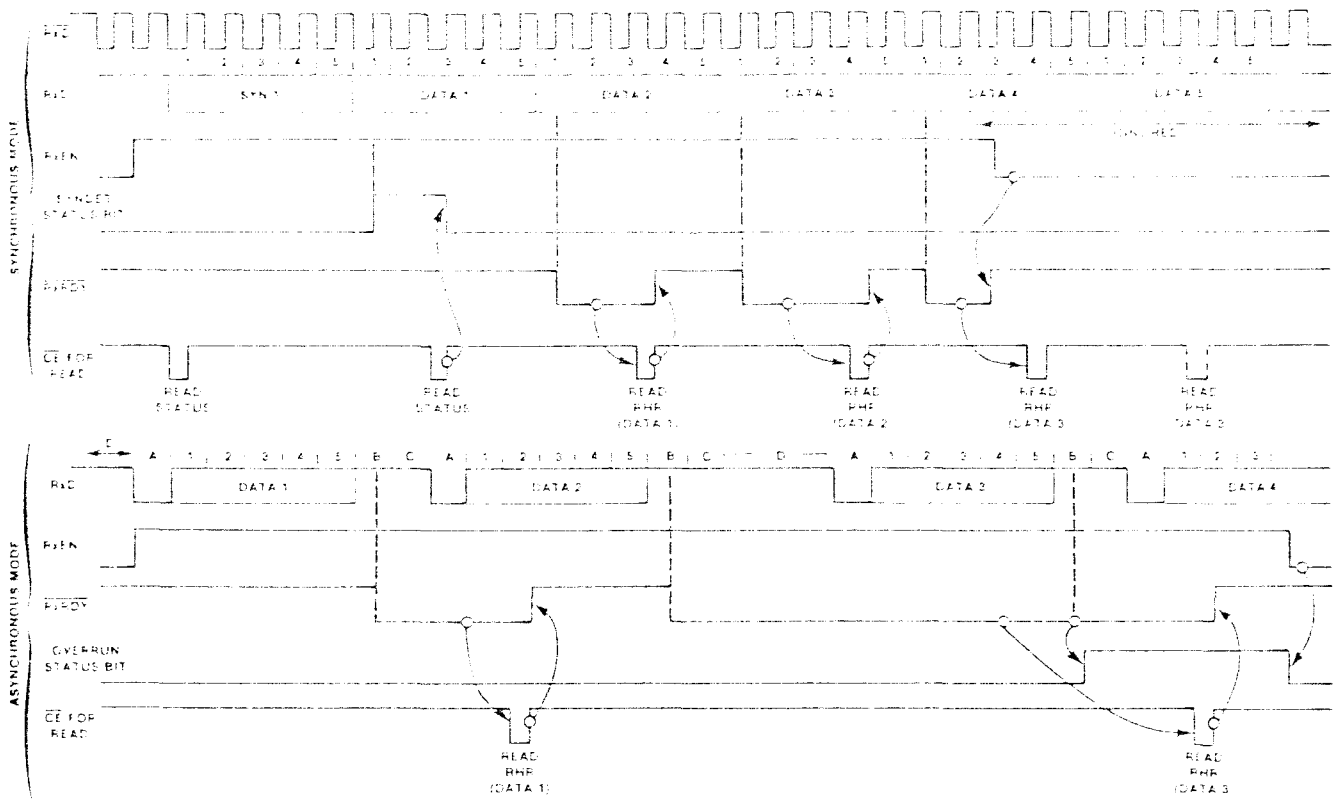 SYNCHRONOUS MODE
RxC
1 2 3 4 5 1 2 3 4 5 1 2 3 4 5 1 2 3 4 5 1 2 3 4 5 1 2 3 4 5
RxD
SYN 1 DATA 1 DATA 2 DATA 3 DATA 4 DATA 5
IGNORED
RxEN
SYNDET
STATUS BIT
RxRDY
CE FOR
READ
READ
STATUS
READ
STATUS
READ
RHR
(DATA 1)
READ
RHR
(DATA 2
READ
RHR
(DATA 3
READ
RHR
DATA 3
ASYNCHRONOUS MODE
E
A 1 2 3 4 5 B C A 1 2 3 4 5 B C D A 1 2 3 4 5 B C A 1 2 3
RxD
DATA 1 DATA 2 DATA 3 DATA 4
RxEN
RxRDY
OVERRUN
STATUS BIT
CE FOR
READ
READ
RHR
(DATA 1)
READ
RHR
(DATA 3